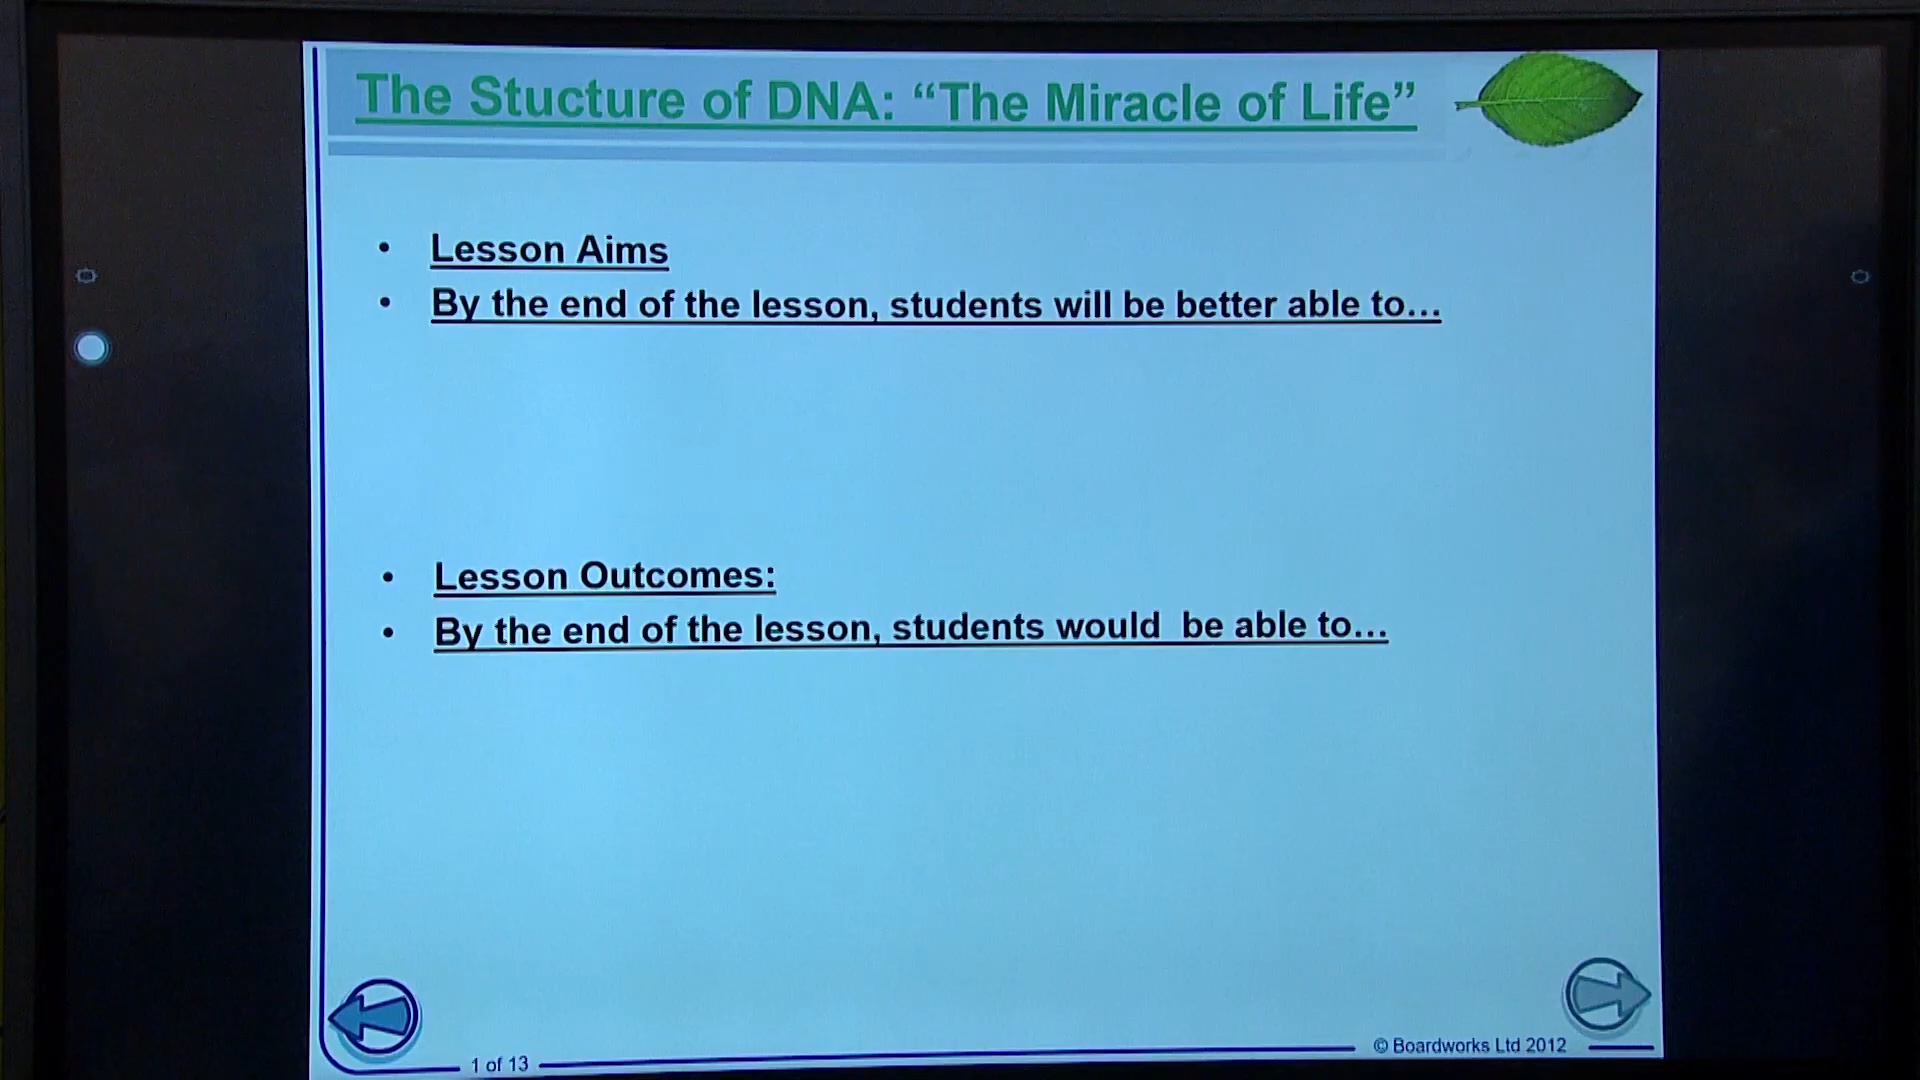 The Stucture of DNA: “The Miracle of Life”
• Lesson Aims
• By the end of the lesson, students will be better able to...
• Lesson Outcomes:
• By the end of the lesson, students would  be able to...
1 of 13
© Boardworks Ltd 2012